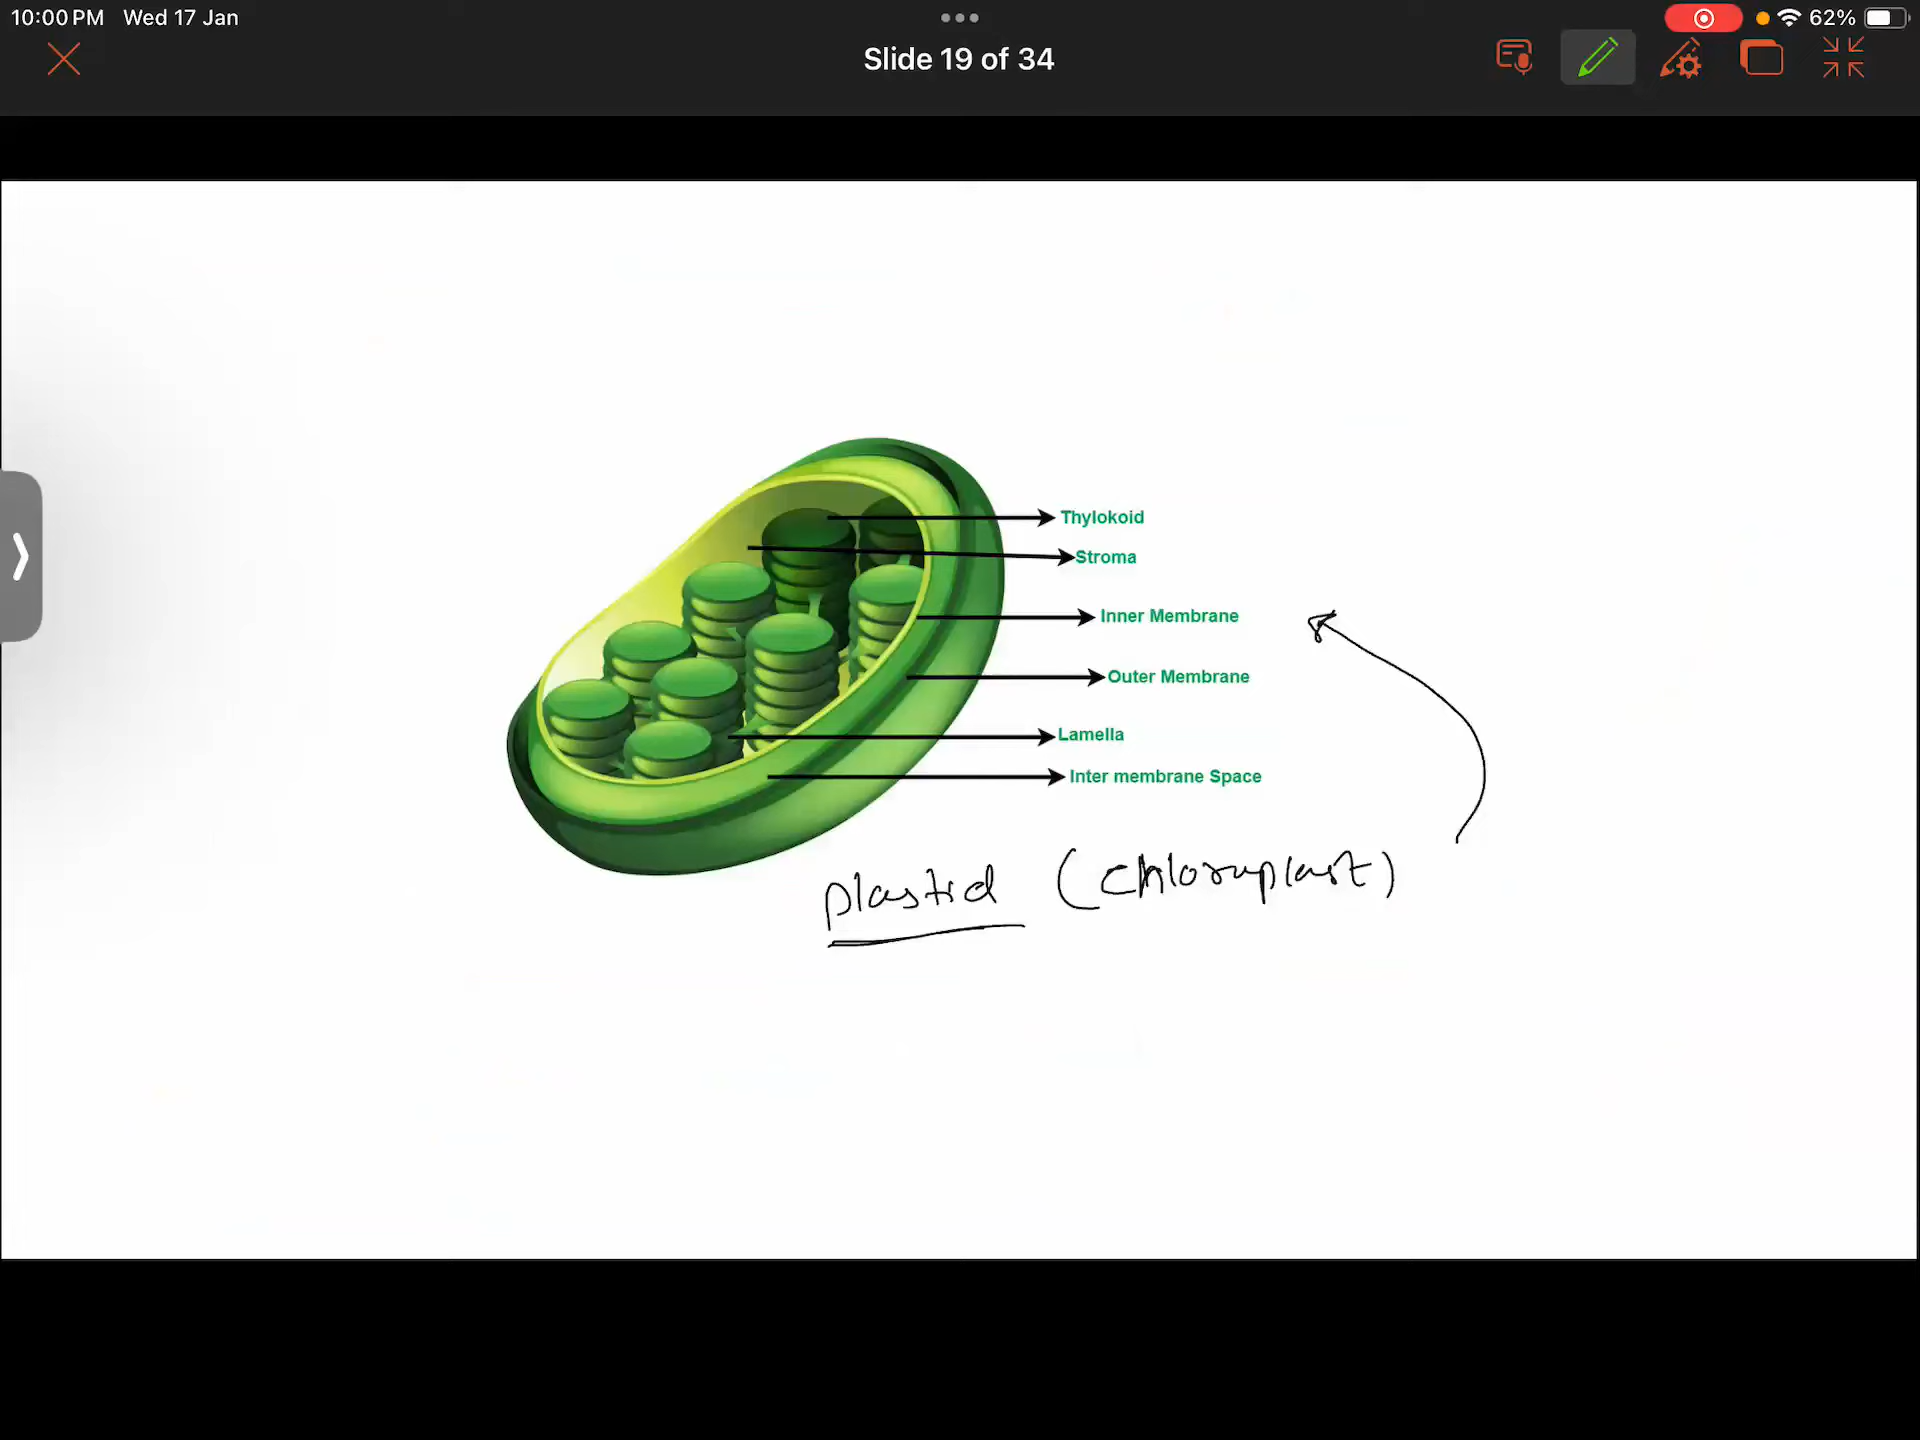 10:00 PM Wed 17 Jan
62%
Slide 19 of 34
Thylokoid
Stroma
Inner Membrane
Outer Membrane
Lamella
Inter membrane Space
plastid (chloroplast)